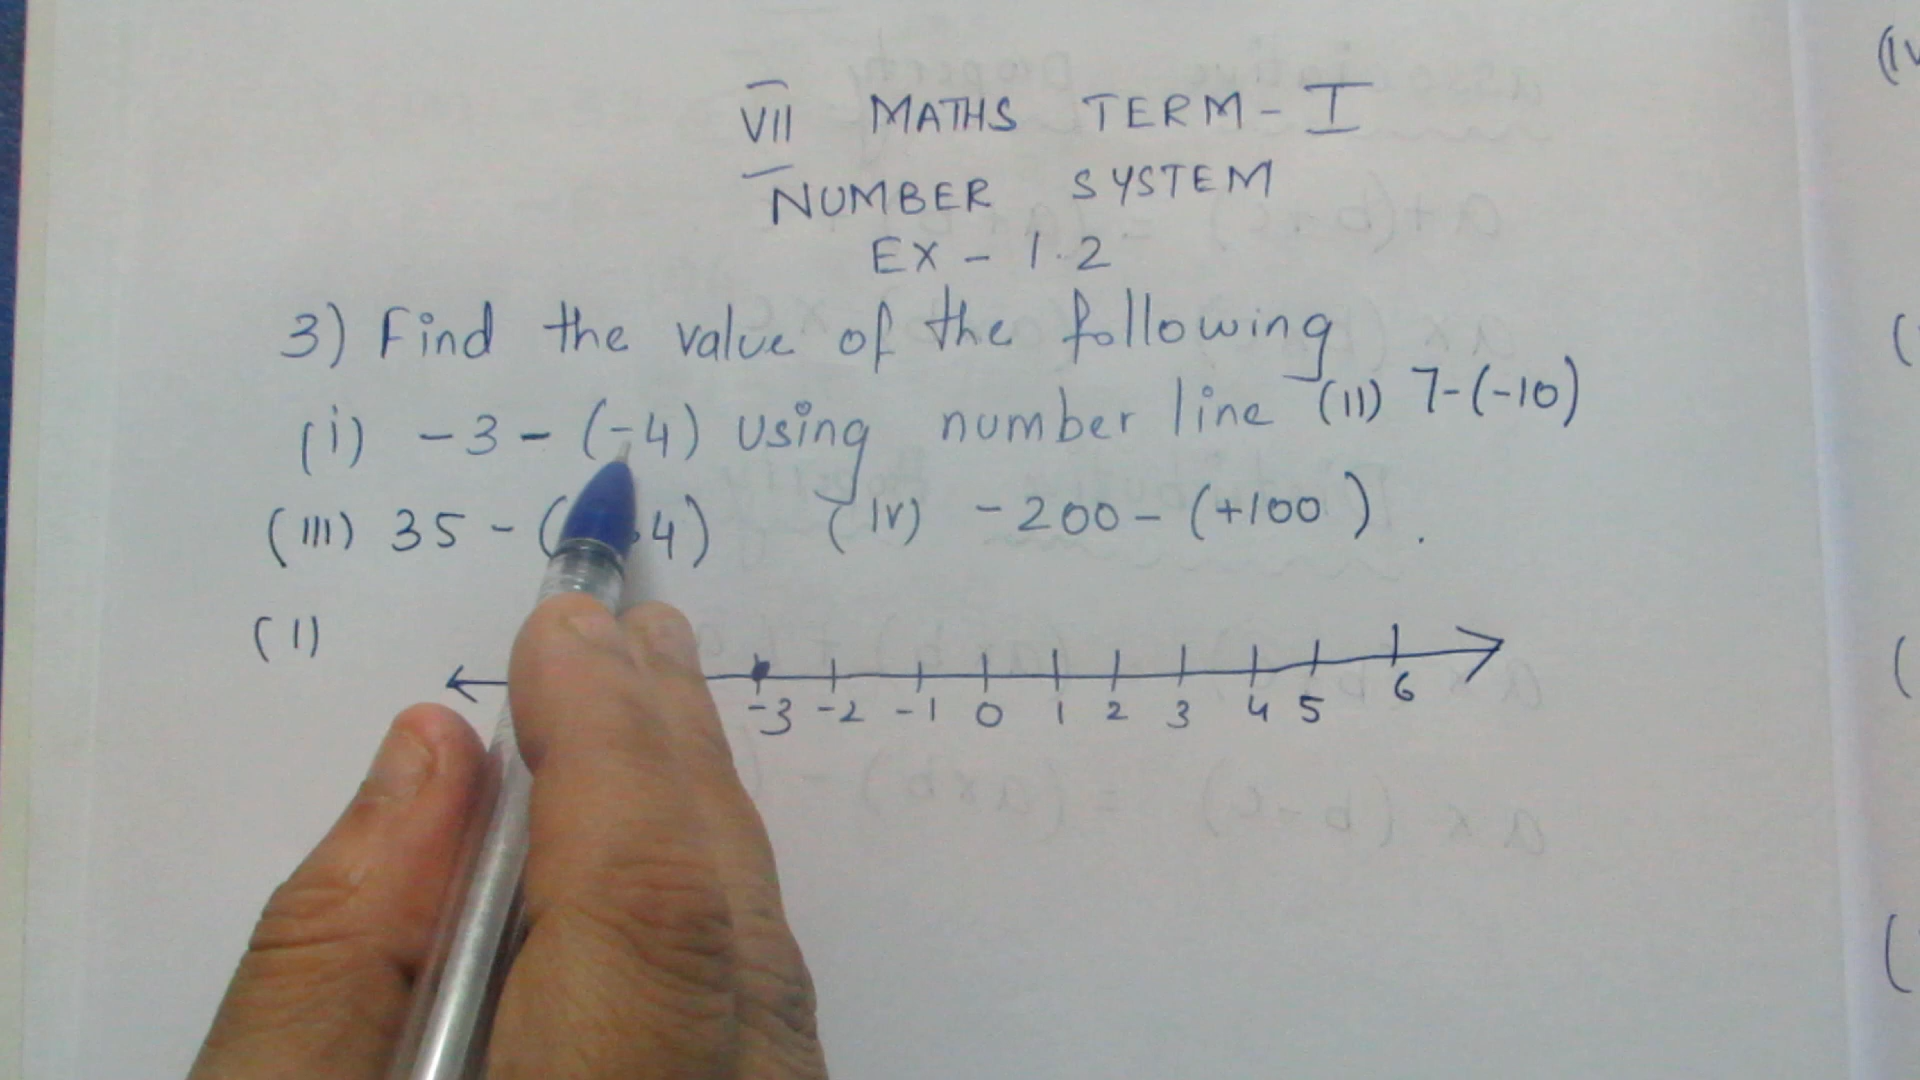 VII MATHS TERM - I
NUMBER SYSTEM
EX - 1.2
3) Find the value of the following
(i) -3 - (-4) using number line (II) 7-(-10)
(III) 35 - ( 4) (IV) -200 - (+100).
(I)
-3 -2 -1 0 1 2 3 4 5 6
(IV